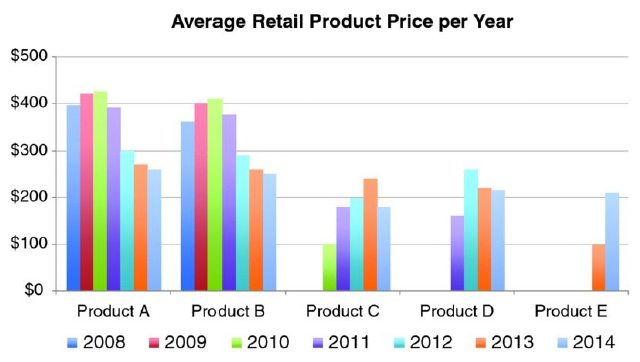 Average Retail Product Price per Year
$500
$400
$300
$200
$100
$0
Product A Product B Product C Product D Product E
2008 2009 2010 2011 2012 2013 2014